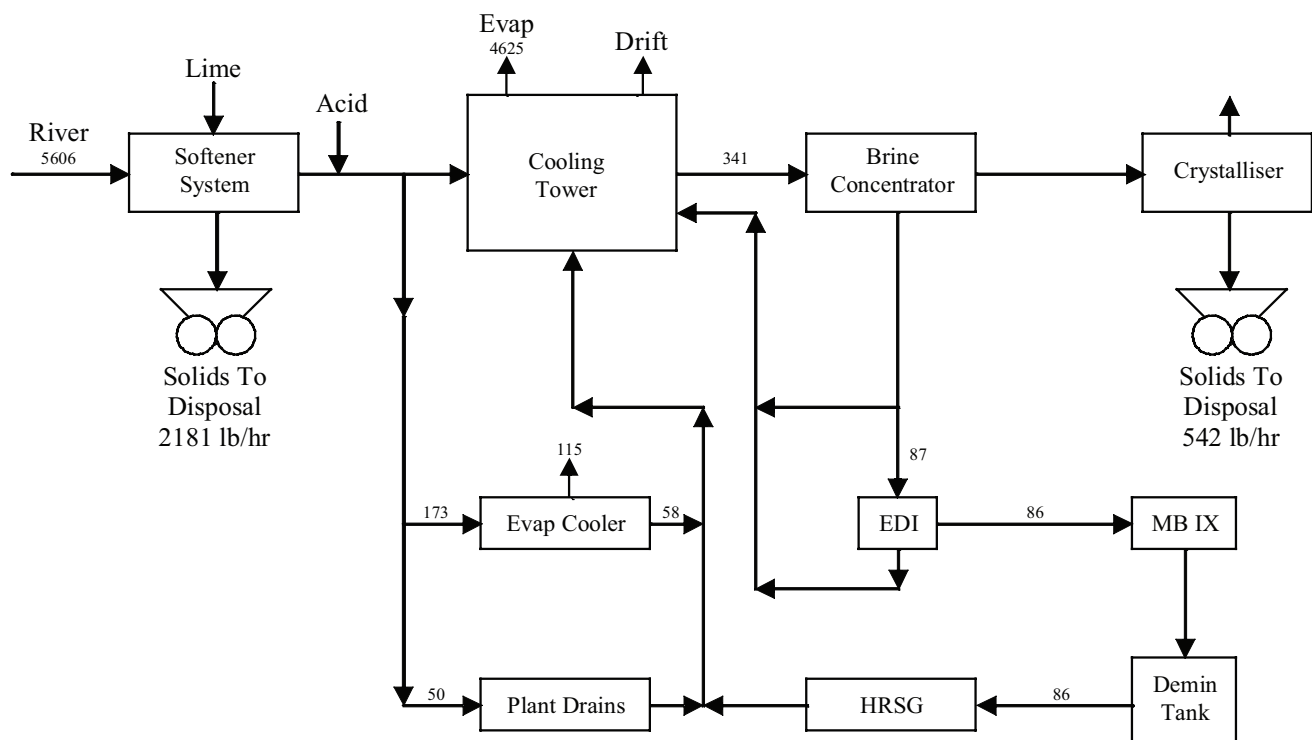 Evap
4625
Drift
Lime
Acid
River
5606
Softener
System
Cooling
Tower
341
Brine
Concentrator
Crystalliser
Solids To
Disposal
2181 lb/hr
Solids To
Disposal
542 lb/hr
115
87
173
Evap Cooler
58
EDI
86
MB IX
50
Plant Drains
HRSG
86
Demin
Tank